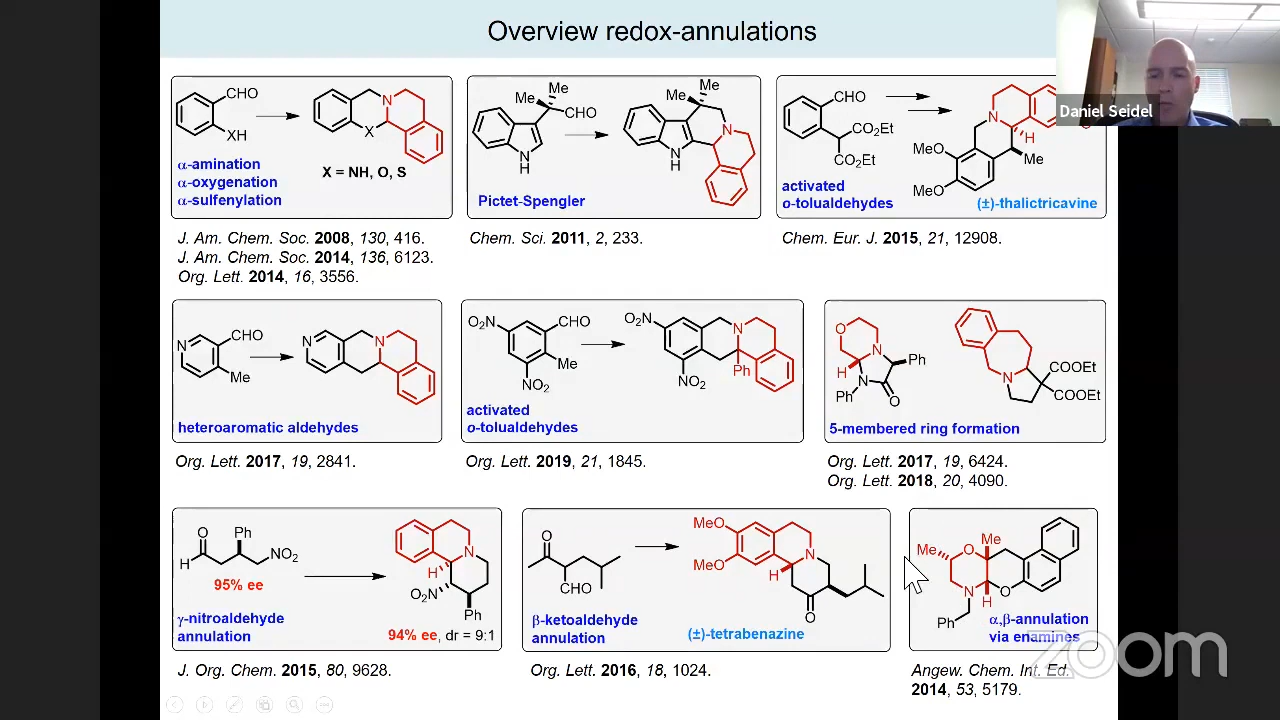 Overview redox-annulations
Daniel Seidel
CHO
XH
N
X
α-amination
α-oxygenation
α-sulfenylation
X = NH, O, S
J. Am. Chem. Soc. 2008, 130, 416.
J. Am. Chem. Soc. 2014, 136, 6123.
Org. Lett. 2014, 16, 3556.
Me
Me
CHO
N
H
Me
Me
N
N
H
Pictet-Spengler
Chem. Sci. 2011, 2, 233.
CHO
CO2Et
CO2Et
activated
o-tolualdehydes
N
H
Me
MeO
MeO
(±)-thalictricavine
Chem. Eur. J. 2015, 21, 12908.
N
CHO
Me
N
N
heteroaromatic aldehydes
Org. Lett. 2017, 19, 2841.
O2N
CHO
Me
NO2
O2N
N
Ph
NO2
activated
o-tolualdehydes
Org. Lett. 2019, 21, 1845.
O
N
Ph
H
N
Ph
O
N
COOEt
COOEt
5-membered ring formation
Org. Lett. 2017, 19, 6424.
Org. Lett. 2018, 20, 4090.
O
Ph
H
NO2
95% ee
γ-nitroaldehyde
annulation
N
H
NO2
Ph
94% ee, dr = 9:1
J. Org. Chem. 2015, 80, 9628.
O
CHO
β-ketoaldehyde
annulation
MeO
MeO
N
H
O
(±)-tetrabenazine
Org. Lett. 2016, 18, 1024.
Me
O
Me
N
H
O
Ph
α,β-annulation
via enamines
Angew. Chem. Int. Ed.
2014, 53, 5179.
zoom